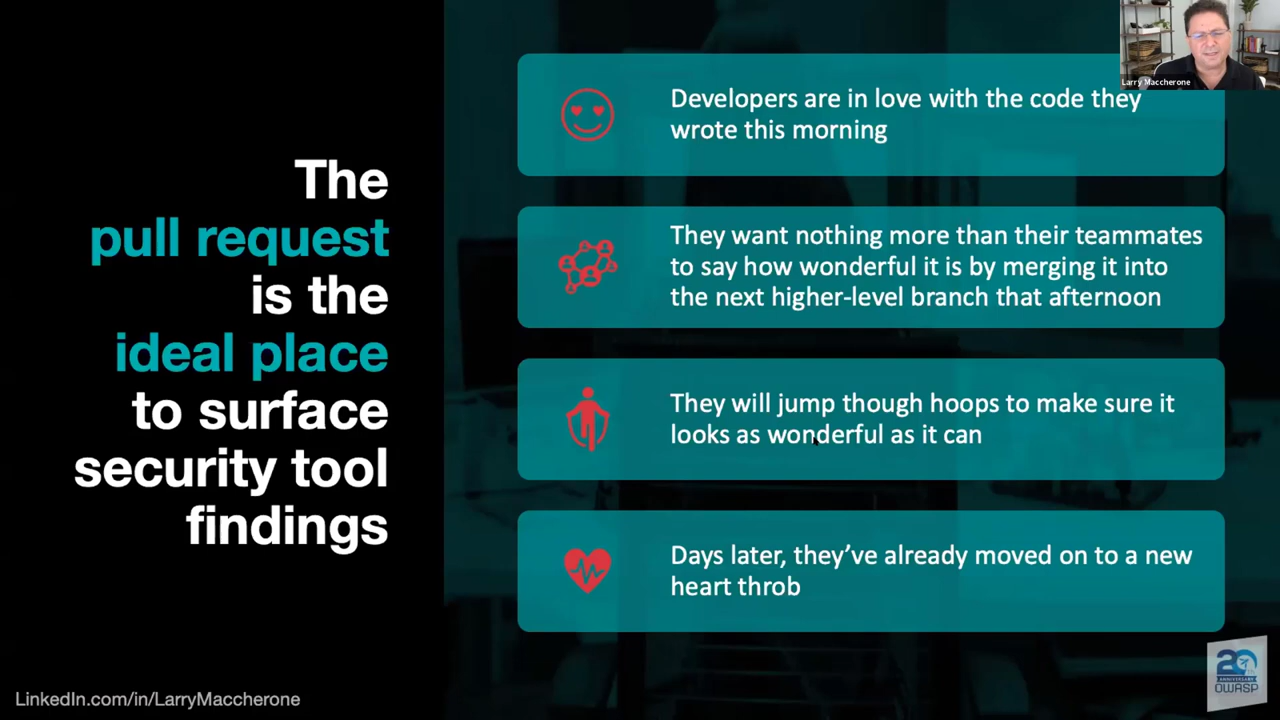 The
pull request
is the
ideal place
to surface
security tool
findings
Developers are in love with the code they
wrote this morning
They want nothing more than their teammates
to say how wonderful it is by merging it into
the next higher-level branch that afternoon
They will jump though hoops to make sure it
looks as wonderful as it can
Days later, they’ve already moved on to a new
heart throb
Larry Maccherone
LinkedIn.com/in/LarryMaccherone
20th
ANNIVERSARY
OWASP